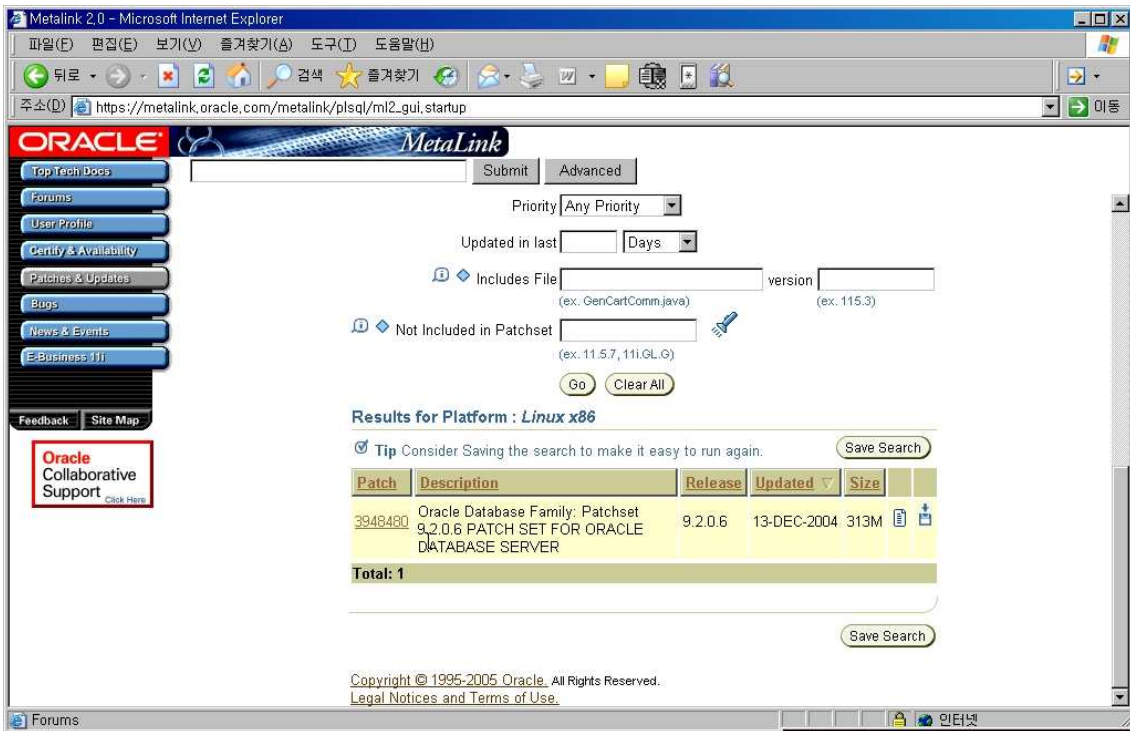 Metalink 2,0 - Microsoft Internet Explorer
파일(F) 편집(E) 보기(V) 즐겨찾기(A) 도구(T) 도움말(H)
뒤로 검색 즐겨찾기
주소(D) https://metalink,oracle,com/metalink/plsql/ml2_gui,startup 이동
ORACLE MetaLink
Top Tech Docs
Forums
User Profile
Certify & Availability
Patches & Updates
Bugs
News & Events
E-Business 11i
Feedback Site Map
Oracle
Collaborative
Support Click Here
Submit Advanced
Priority Any Priority
Updated in last Days
Includes File version
(ex. GenCartComm.java) (ex. 115.3)
Not Included in Patchset
(ex. 11.5.7, 11i.GL.G)
Go Clear All
Results for Platform : Linux x86
Tip Consider Saving the search to make it easy to run again. Save Search
Patch Description Release Updated Size
3948480 Oracle Database Family: Patchset 9.2.0.6 13-DEC-2004 313M
9.2.0.6 PATCH SET FOR ORACLE
DATABASE SERVER
Total: 1
Save Search
Copyright © 1995-2005 Oracle. All Rights Reserved.
Legal Notices and Terms of Use.
Forums 인터넷